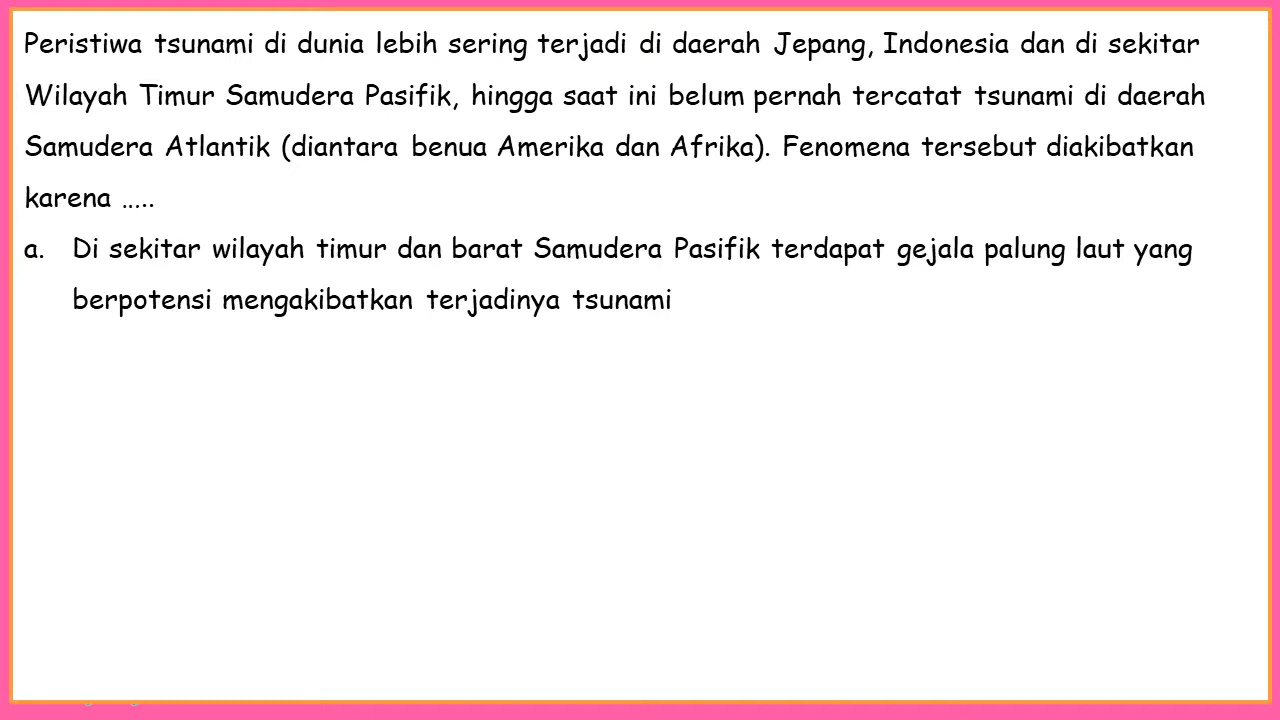 Peristiwa tsunami di dunia lebih sering terjadi di daerah Jepang, Indonesia dan di sekitar
Wilayah Timur Samudera Pasifik, hingga saat ini belum pernah tercatat tsunami di daerah
Samudera Atlantik (diantara benua Amerika dan Afrika). Fenomena tersebut diakibatkan
karena …..
a. Di sekitar wilayah timur dan barat Samudera Pasifik terdapat gejala palung laut yang
berpotensi mengakibatkan terjadinya tsunami